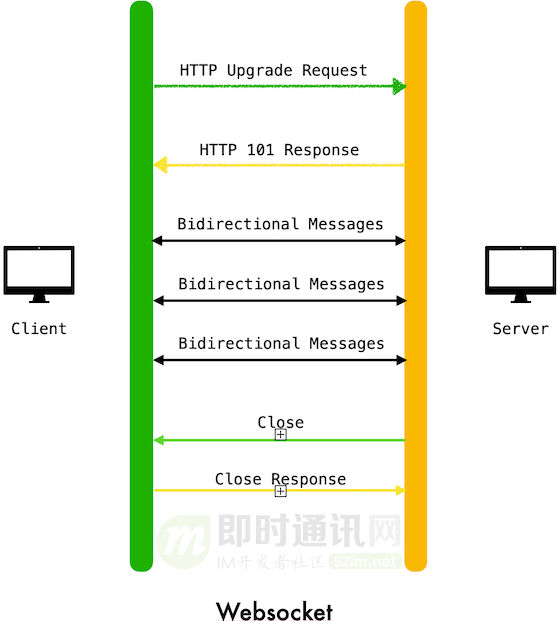 HTTP Upgrade Request
HTTP 101 Response
Bidirectional Messages
Bidirectional Messages
Bidirectional Messages
Client
Server
Close
Close Response
m 即时通讯网
IM开发者社区 52im.net
Websocket